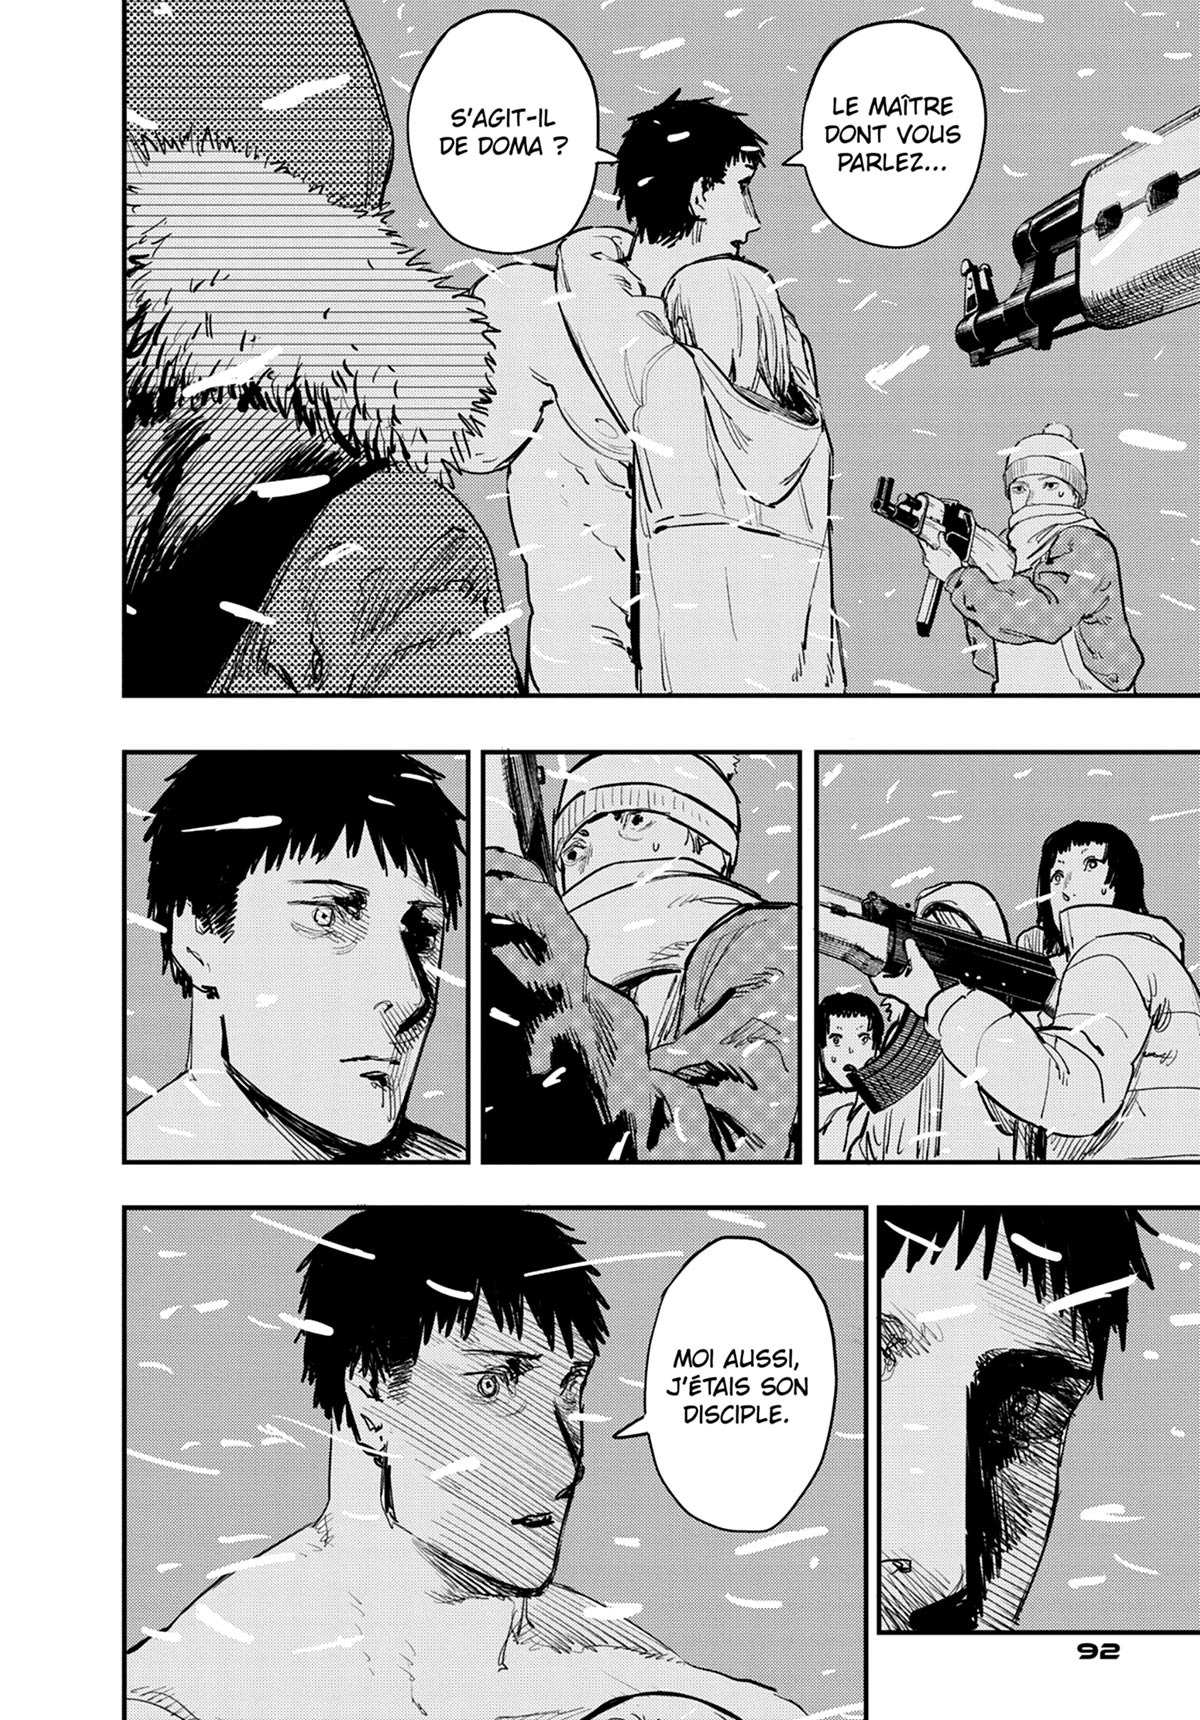 LE MAÎTRE
DONT VOUS
PARLEZ...
S'AGIT-IL
DE DOMA ?
MOI AUSSI,
J'ÉTAIS SON
DISCIPLE.
92